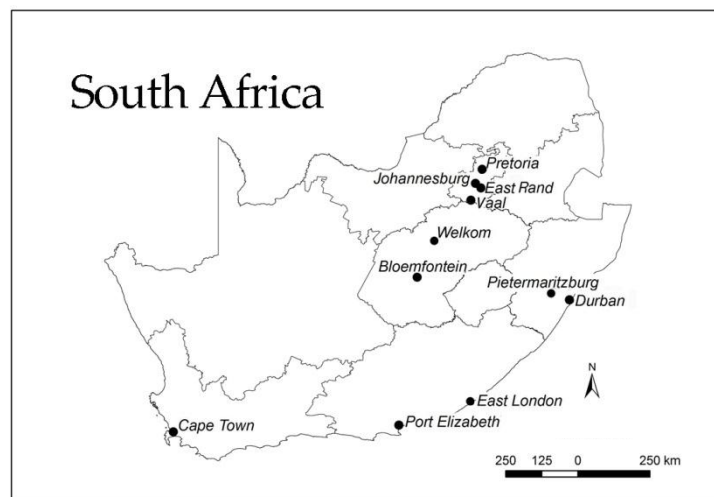 South Africa
Pretoria
Johannesburg
East Rand
Vaal
Welkom
Bloemfontein
Pietermaritzburg
Durban
N
East London
Port Elizabeth
Cape Town
250 125 0 250 km